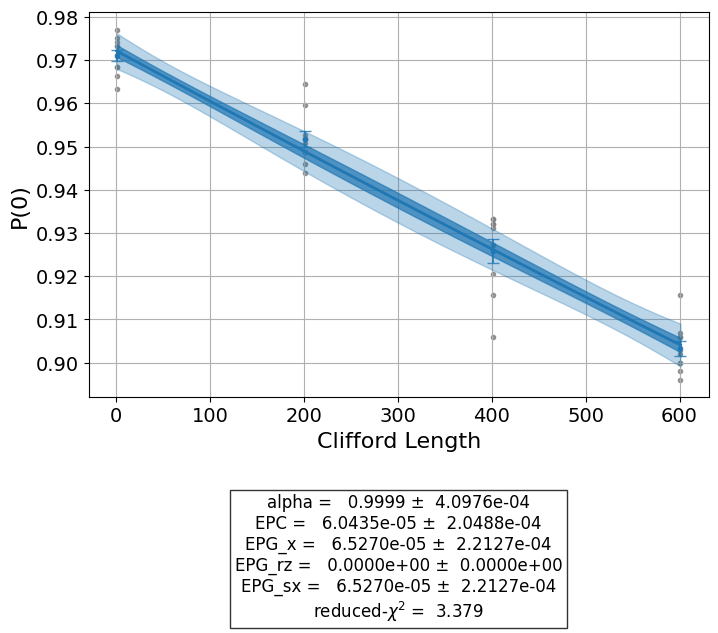 0.98
0.97
0.96
0.95
0.94
0.93
0.92
0.91
0.90
P(0)
0 100 200 300 400 500 600
Clifford Length
alpha = 0.9999 ± 4.0976e-04
EPC = 6.0435e-05 ± 2.0488e-04
EPG_x = 6.5270e-05 ± 2.2127e-04
EPG_rz = 0.0000e+00 ± 0.0000e+00
EPG_sx = 6.5270e-05 ± 2.2127e-04
reduced-χ² = 3.379